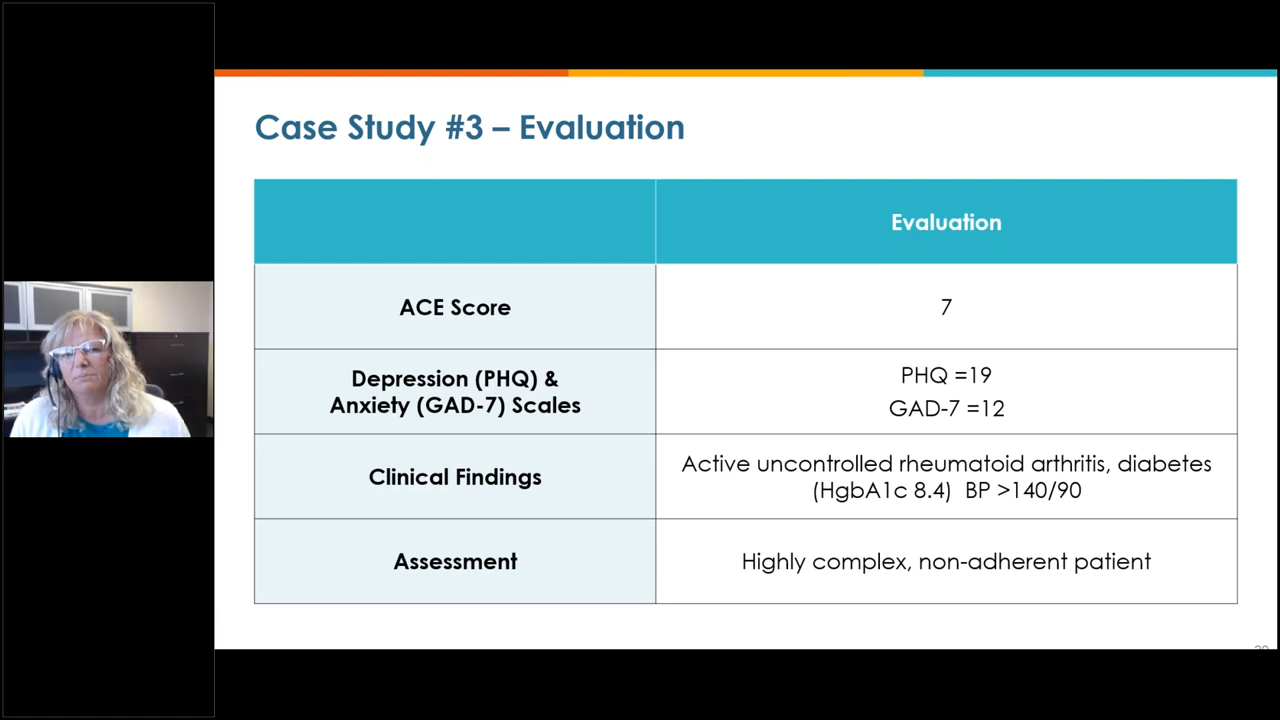 Case Study #3 – Evaluation
Evaluation
ACE Score
7
Depression (PHQ) &
Anxiety (GAD-7) Scales
PHQ =19
GAD-7 =12
Clinical Findings
Active uncontrolled rheumatoid arthritis, diabetes
(HgbA1c 8.4)  BP >140/90
Assessment
Highly complex, non-adherent patient